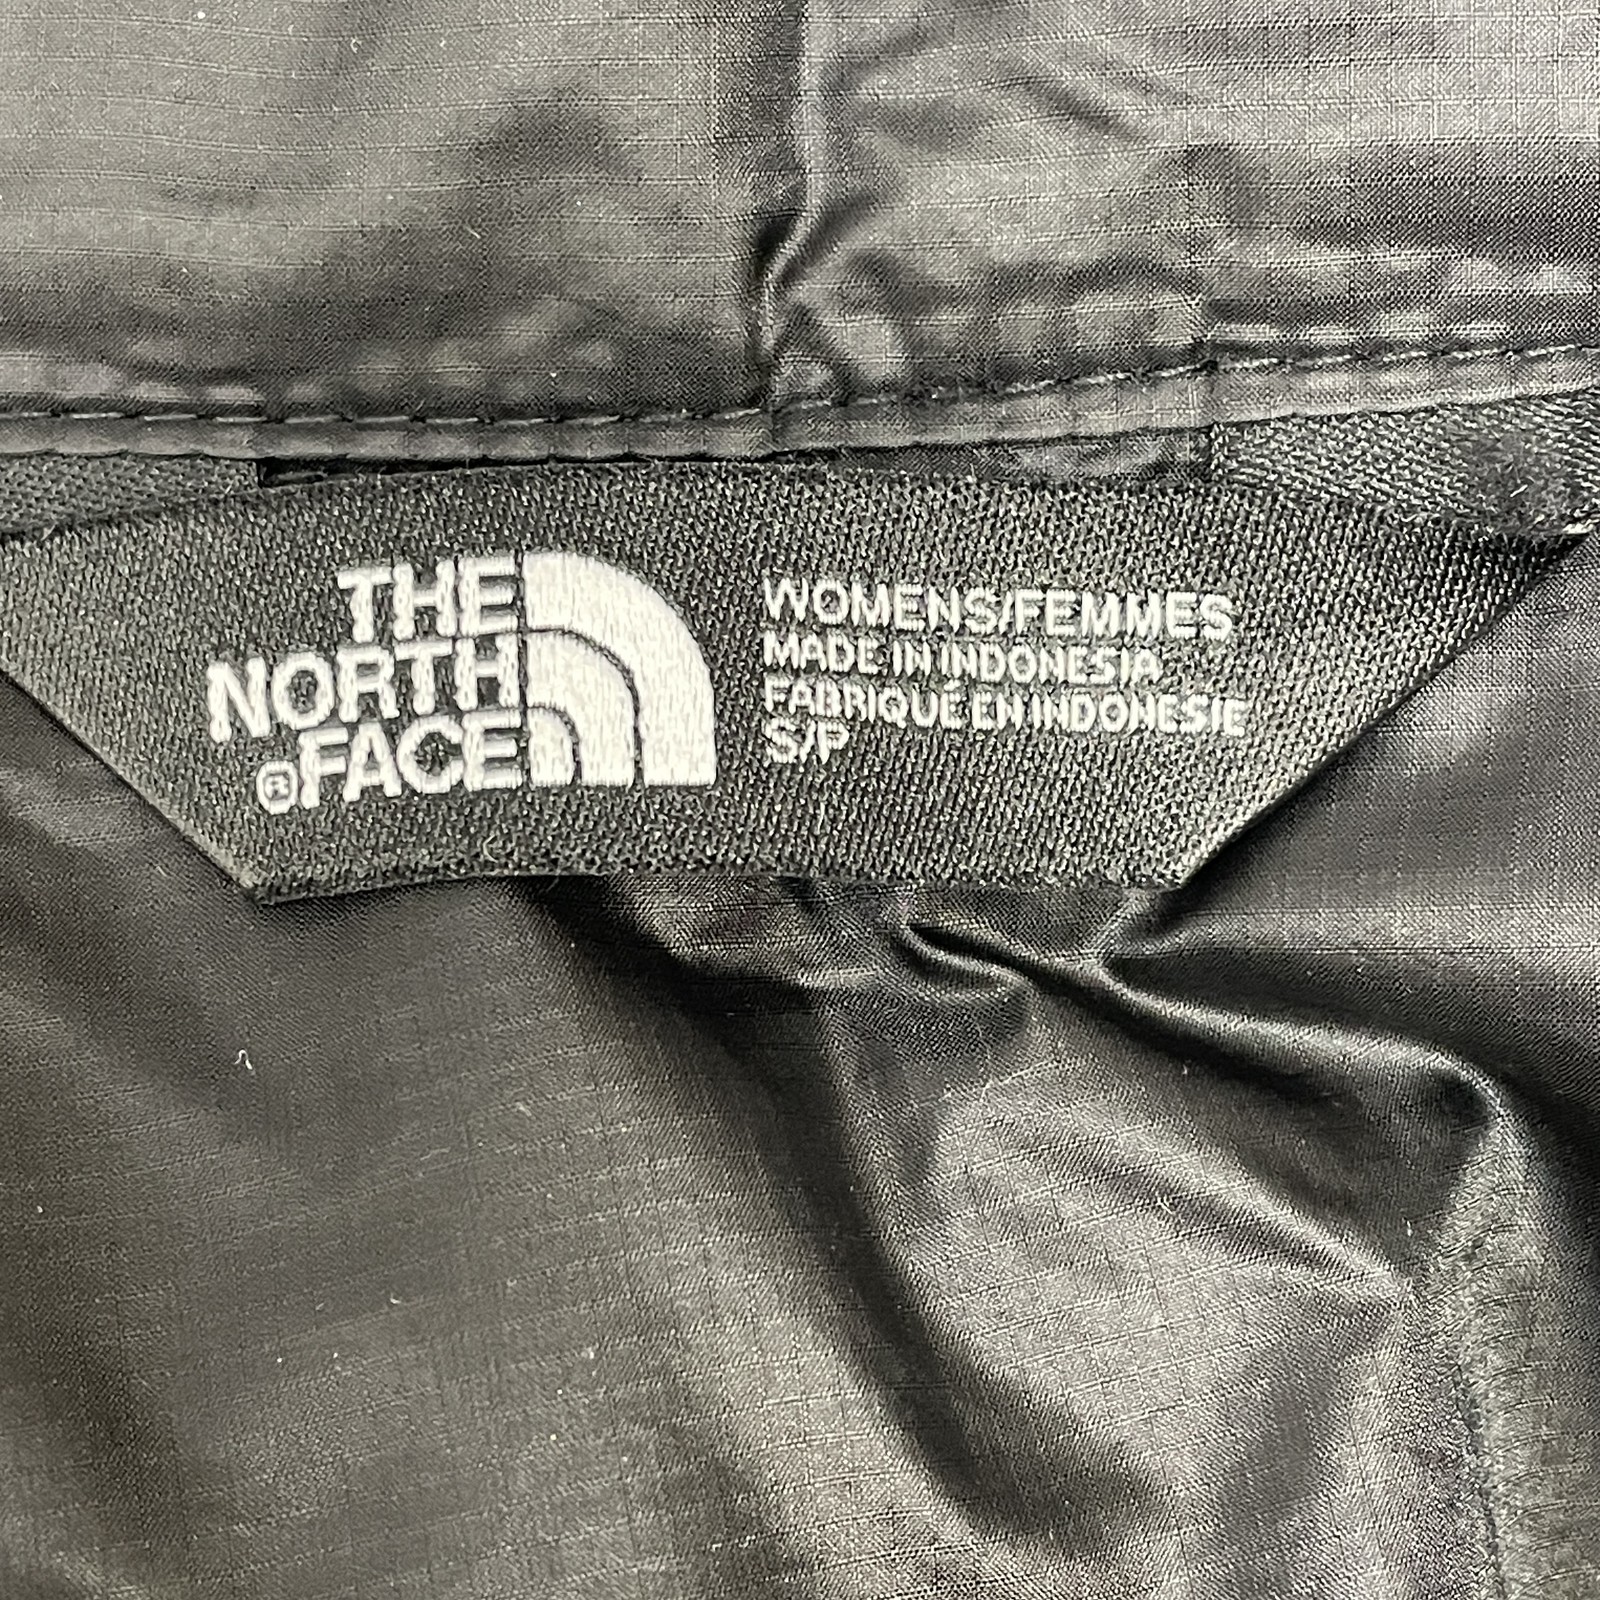 THE
NORTH
FACE®
WOMENS/FEMMES
MADE IN INDONESIA
FABRIQUÉ EN INDONESIE
S/P